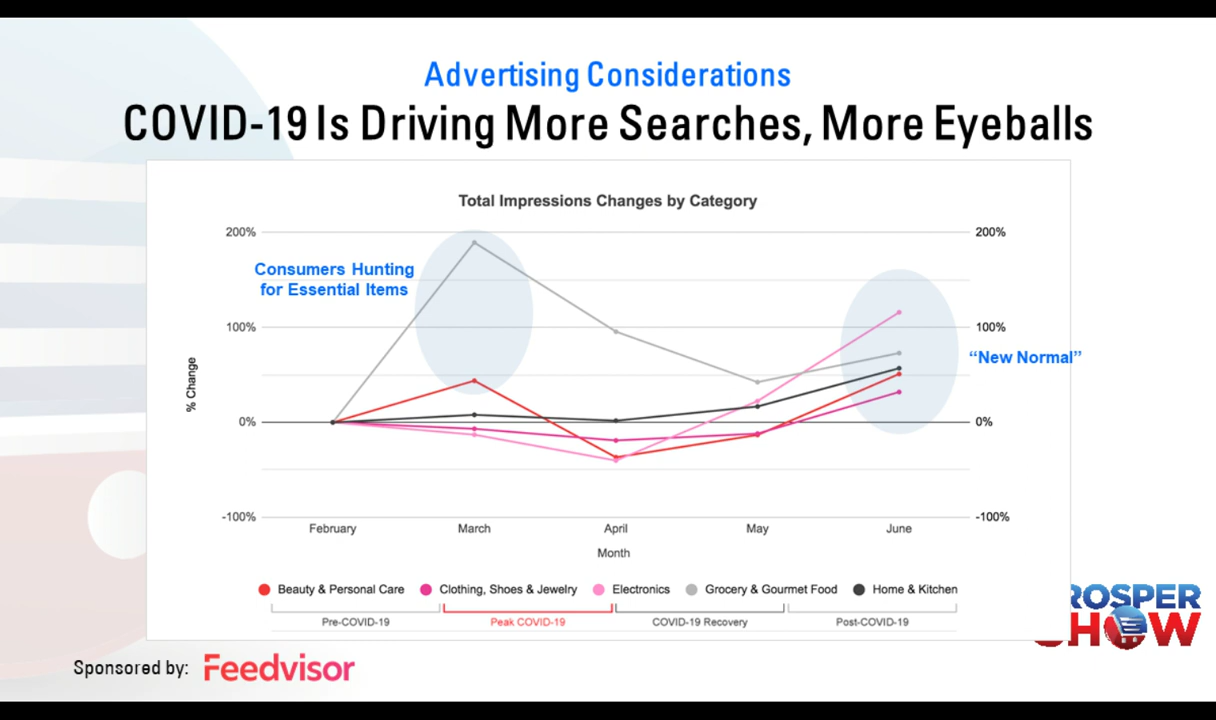 Advertising Considerations
COVID-19 Is Driving More Searches, More Eyeballs
Total Impressions Changes by Category
200%
200%
Consumers Hunting
for Essential Items
100%
100%
"New Normal"
% Change
0%
0%
-100%
-100%
February March April May June
Month
Beauty & Personal Care Clothing, Shoes & Jewelry Electronics Grocery & Gourmet Food Home & Kitchen
Pre-COVID-19 Peak COVID-19 COVID-19 Recovery Post-COVID-19
ROSPER
SHOW
Sponsored by: Feedvisor